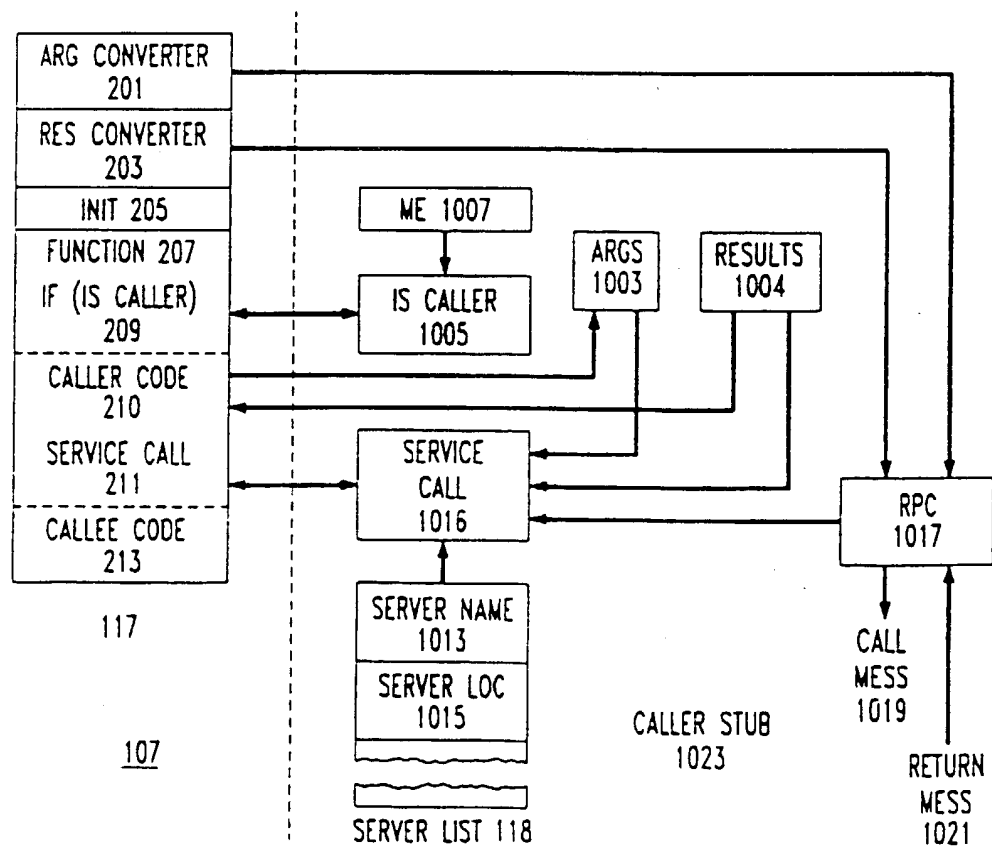 ARG CONVERTER
201
RES CONVERTER
203
INIT 205
FUNCTION 207
IF (IS CALLER)
209
CALLER CODE
210
SERVICE CALL
211
CALLEE CODE
213
117
107
ME 1007
IS CALLER
1005
ARGS
1003
RESULTS
1004
SERVICE
CALL
1016
SERVER NAME
1013
SERVER LOC
1015
SERVER LIST 118
RPC
1017
CALL
MESS
1019
CALLER STUB
1023
RETURN
MESS
1021